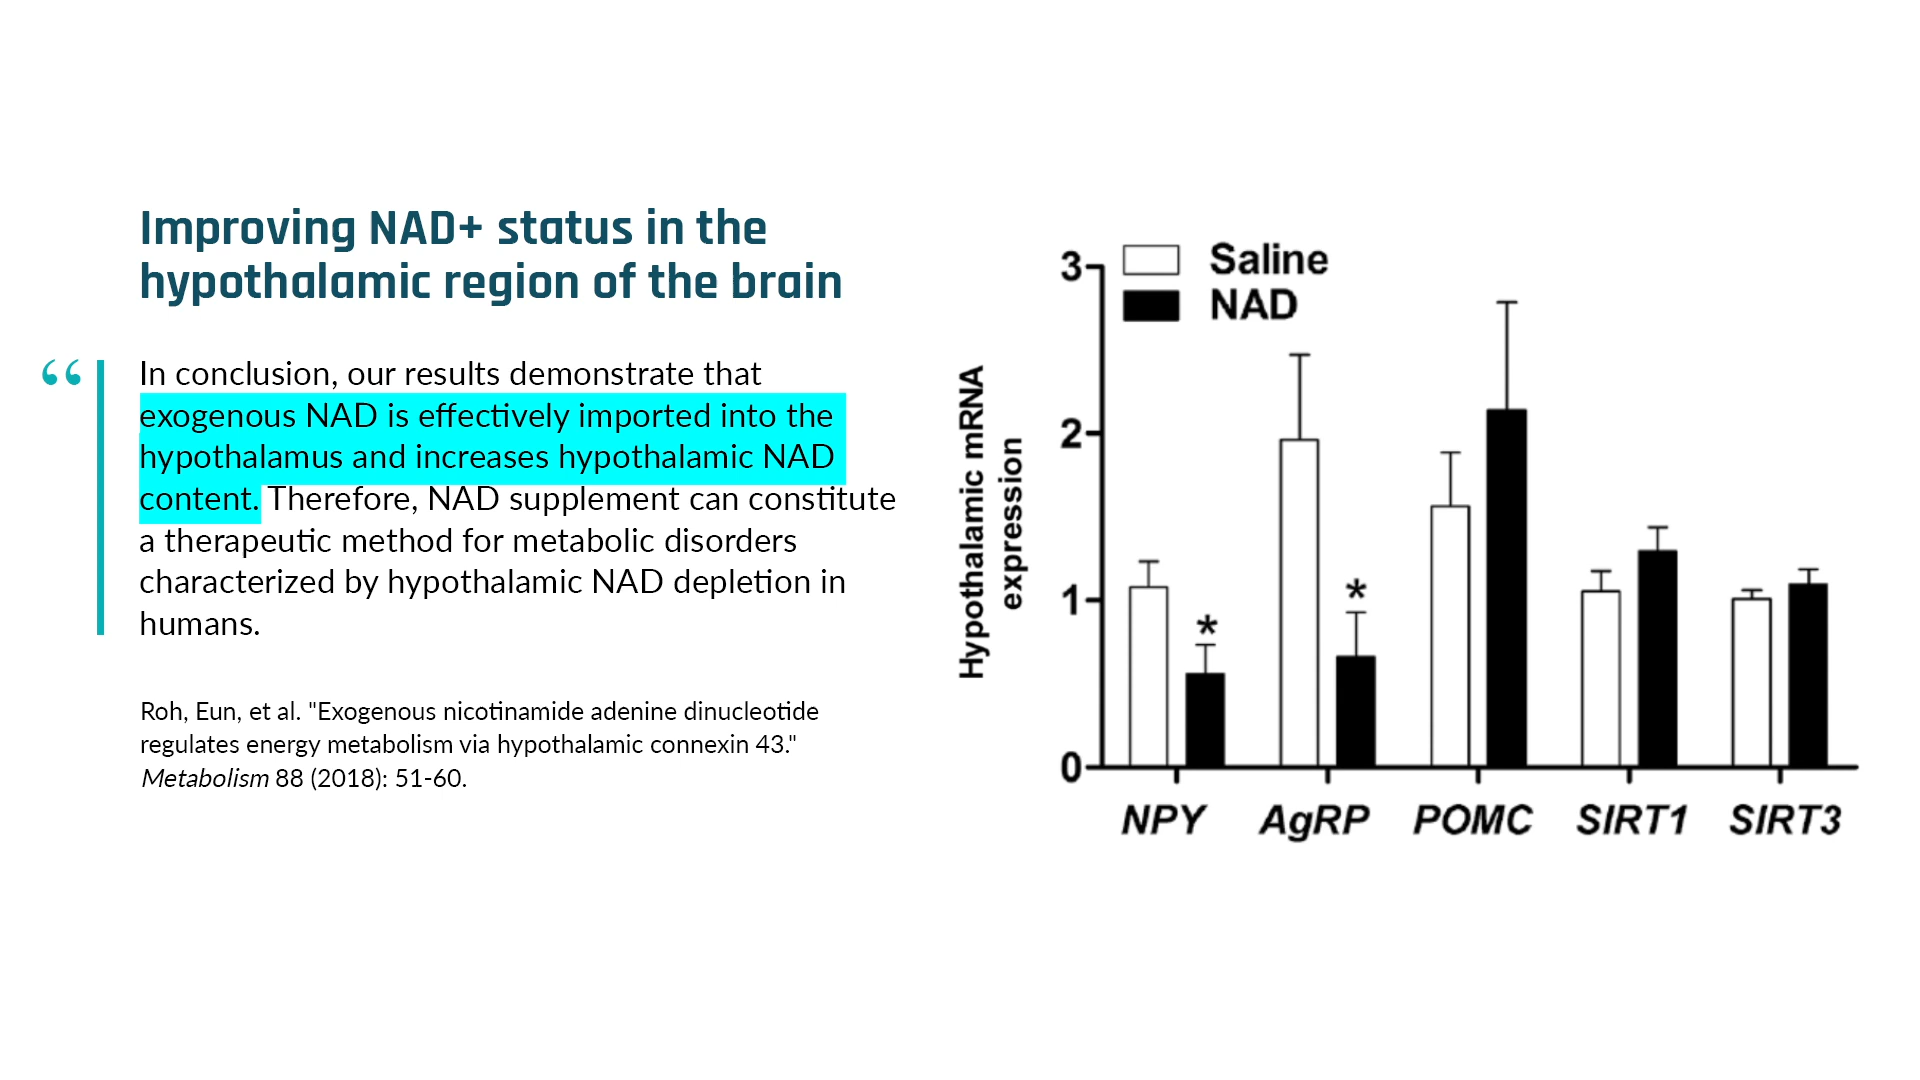 Improving NAD+ status in the
hypothalamic region of the brain
“
In conclusion, our results demonstrate that
exogenous NAD is effectively imported into the
hypothalamus and increases hypothalamic NAD
content. Therefore, NAD supplement can constitute
a therapeutic method for metabolic disorders
characterized by hypothalamic NAD depletion in
humans.
Roh, Eun, et al. "Exogenous nicotinamide adenine dinucleotide
regulates energy metabolism via hypothalamic connexin 43."
Metabolism 88 (2018): 51-60.
Saline
NAD
Hypothalamic mRNA
expression
3
2
1
0
*
*
NPY
AgRP
POMC
SIRT1
SIRT3